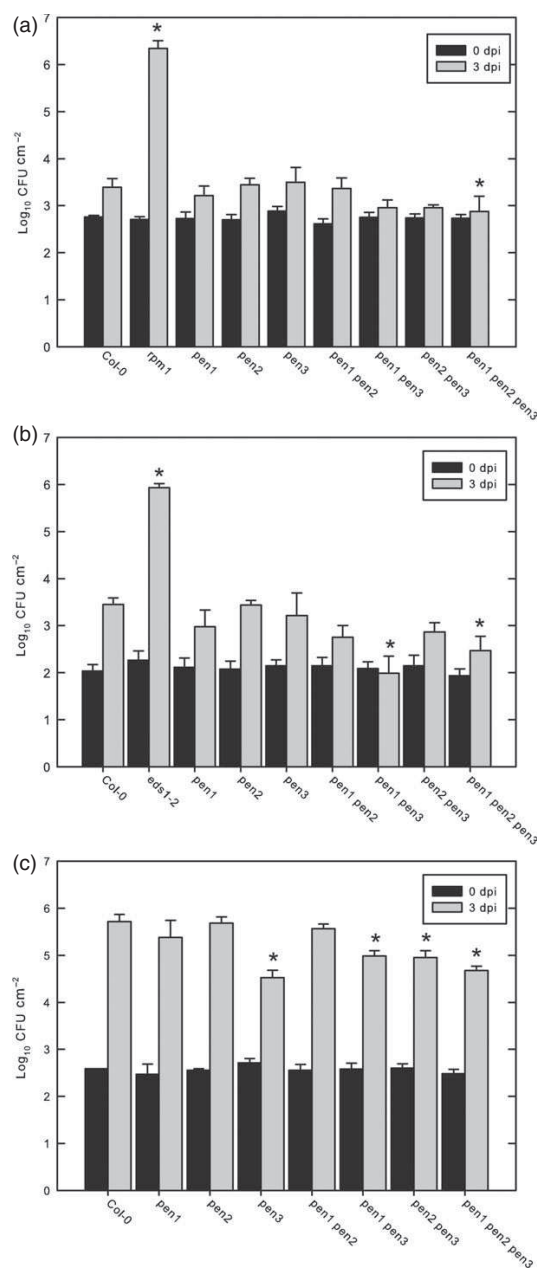 (a)
7
6
5
4
3
2
1
0
Log10 CFU cm−2
0 dpi
3 dpi
*
*
Col-0
rpm1
pen1
pen2
pen3
pen1 pen2
pen1 pen3
pen2 pen3
pen1 pen2 pen3
(b)
7
6
5
4
3
2
1
0
Log10 CFU cm−2
0 dpi
3 dpi
*
*
*
Col-0
eds1-2
pen1
pen2
pen3
pen1 pen2
pen1 pen3
pen2 pen3
pen1 pen2 pen3
(c)
7
6
5
4
3
2
1
0
Log10 CFU cm−2
0 dpi
3 dpi
*
*
*
*
Col-0
pen1
pen2
pen3
pen1 pen2
pen1 pen3
pen2 pen3
pen1 pen2 pen3